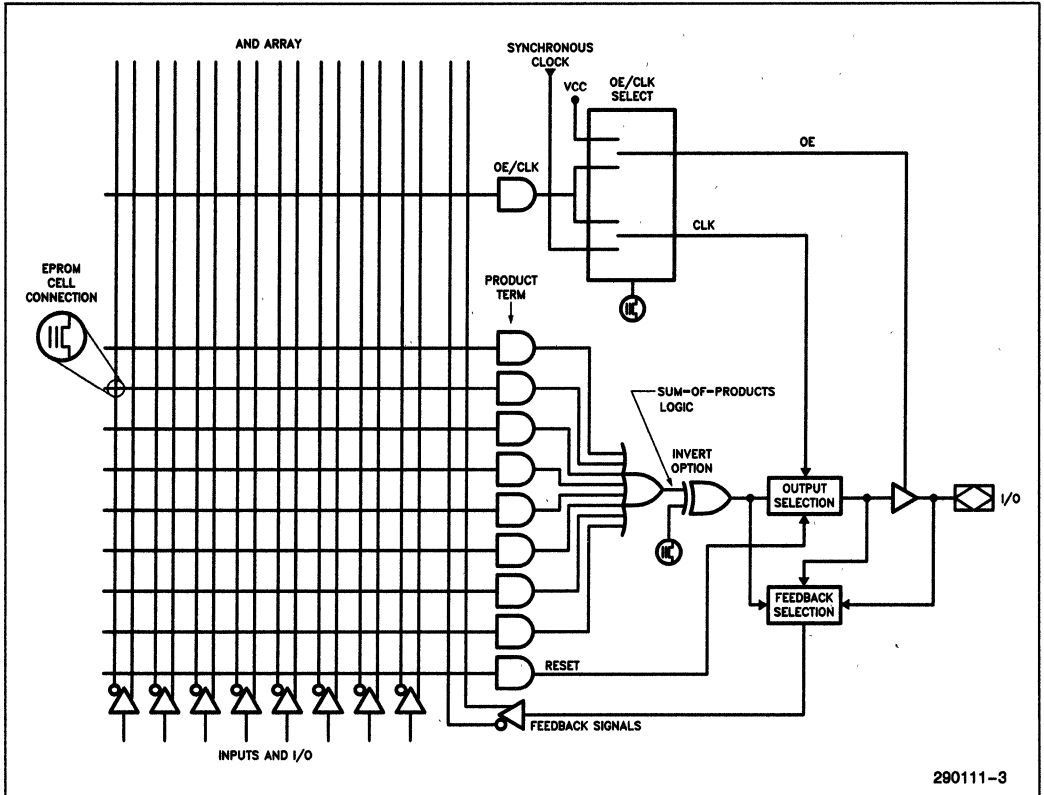 AND ARRAY
SYNCHRONOUS
CLOCK
VCC
OE/CLK
SELECT
OE
OE/CLK
CLK
EPROM
CELL
CONNECTION
PRODUCT
TERM
SUM-OF-PRODUCTS
LOGIC
INVERT
OPTION
OUTPUT
SELECTION
I/O
FEEDBACK
SELECTION
RESET
FEEDBACK SIGNALS
INPUTS AND I/O
290111-3